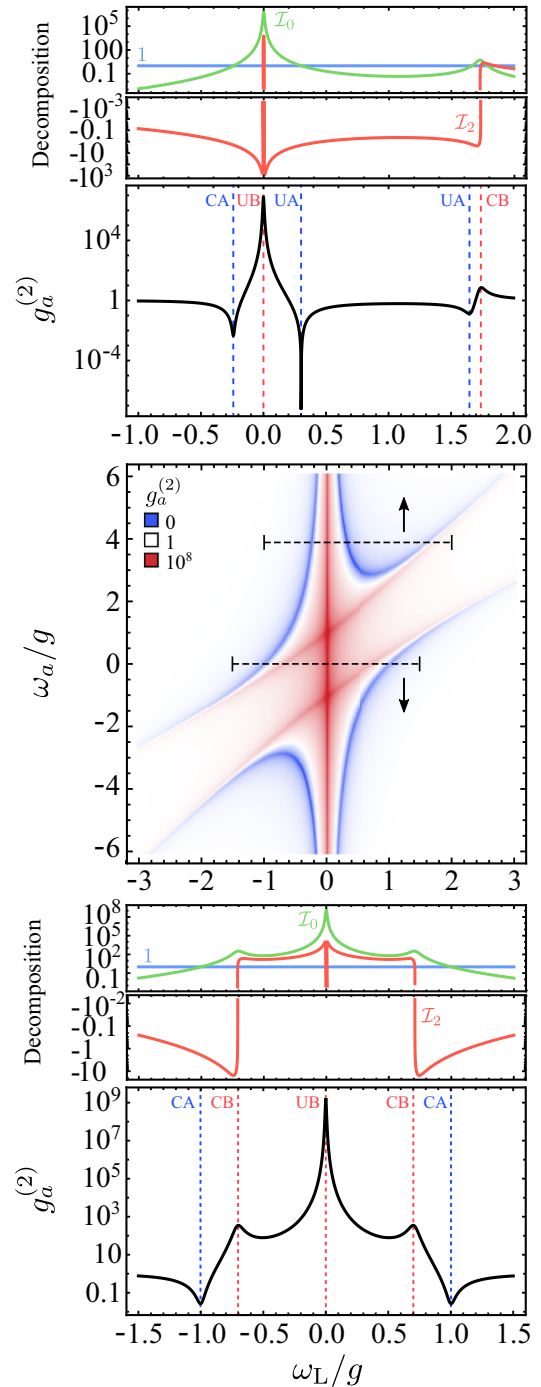 Decomposition
10^5
100
0.1
1
𝓘_0
-10^-3
-0.1
-10
-10^3
𝓘_2
g_a^(2)
CA UB UA UA CB
10^4
1
10^-4
-1.0 -0.5 0.0 0.5 1.0 1.5 2.0
ω_a/g
6
4
2
0
-2
-4
-6
g_a^(2)
0
1
10^8
-3 -2 -1 0 1 2 3
Decomposition
10^8
10^5
10^2
0.1
1
𝓘_0
-10^-2
-0.1
-1
-10
𝓘_2
g_a^(2)
CA CB UB CB CA
10^9
10^7
10^5
10^3
10
0.1
-1.5 -1.0 -0.5 0.0 0.5 1.0 1.5
ω_L/g